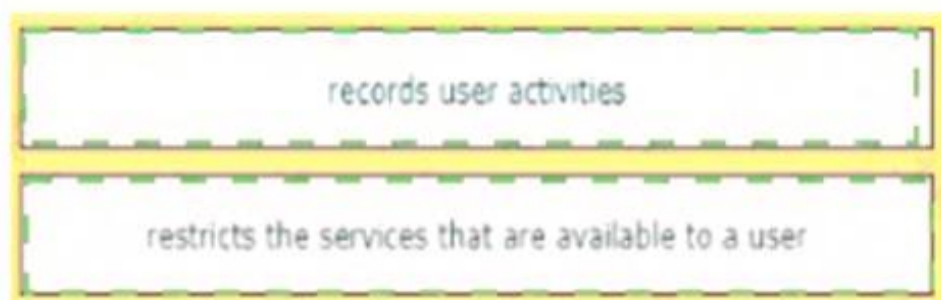 records user activities
restricts the services that are available to a user